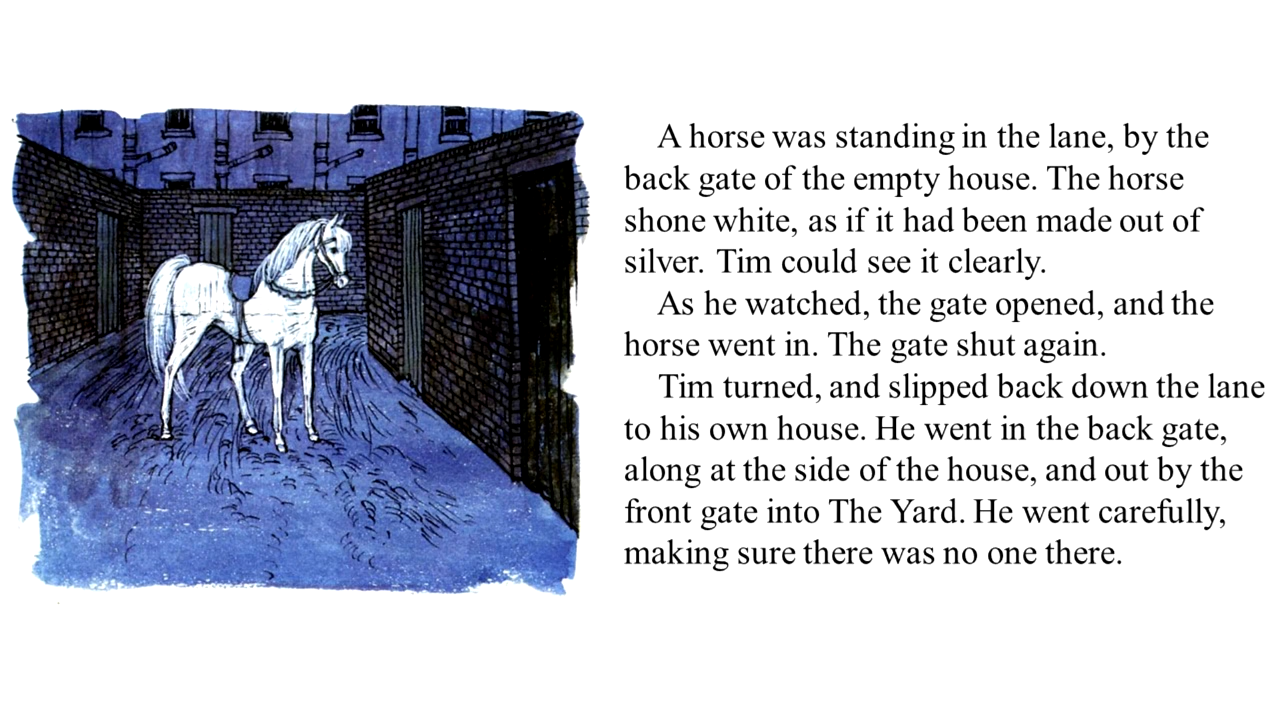 A horse was standing in the lane, by the
back gate of the empty house. The horse
shone white, as if it had been made out of
silver. Tim could see it clearly.
As he watched, the gate opened, and the
horse went in. The gate shut again.
Tim turned, and slipped back down the lane
to his own house. He went in the back gate,
along at the side of the house, and out by the
front gate into The Yard. He went carefully,
making sure there was no one there.